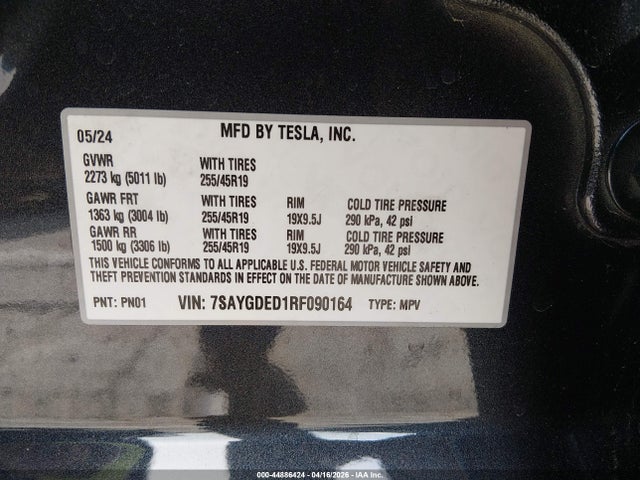 05/24 MFD BY TESLA, INC.
GVWR WITH TIRES
2273 kg (5011 lb) 255/45R19
GAWR FRT WITH TIRES RIM COLD TIRE PRESSURE
1363 kg (3004 lb) 255/45R19 19X9.5J 290 kPa, 42 psi
GAWR RR WITH TIRES RIM COLD TIRE PRESSURE
1500 kg (3306 lb) 255/45R19 19X9.5J 290 kPa, 42 psi
THIS VEHICLE CONFORMS TO ALL APPLICABLE U.S. FEDERAL MOTOR VEHICLE SAFETY AND
THEFT PREVENTION STANDARDS IN EFFECT ON THE DATE OF MANUFACTURE SHOWN ABOVE.
PNT: PN01 VIN: 7SAYGDED1RF090164 TYPE: MPV
000-44886424 - 04/16/2026 - IAA Inc.